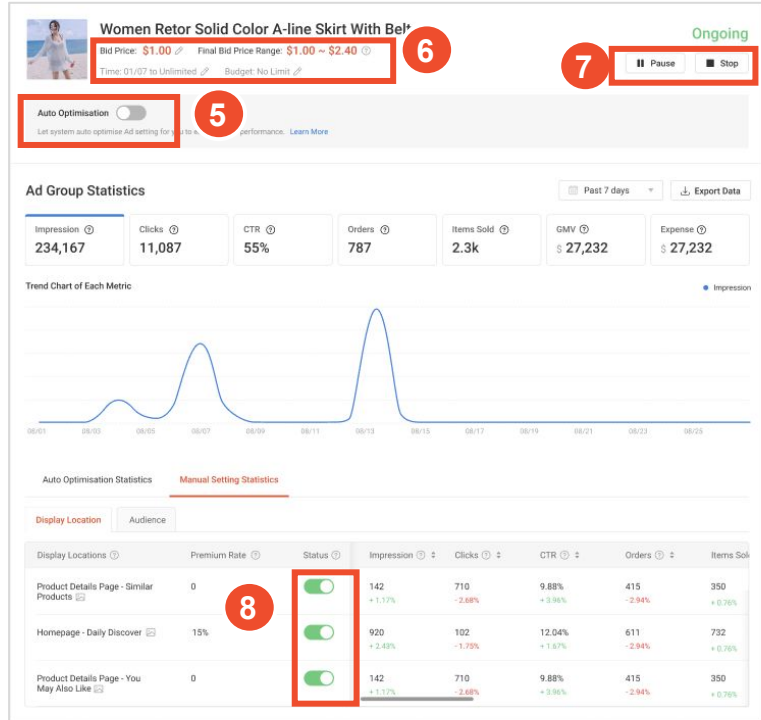 Women Retor Solid Color A-line Skirt With Belt
Ongoing
Bid Price: $1.00 Final Bid Price Range: $1.00 ~ $2.40
6
7
Pause
Stop
Time: 01/07 to Unlimited Budget: No Limit
Auto Optimisation
5
Let system auto optimise Ad setting for you to performance. Learn More
Ad Group Statistics
Past 7 days
Export Data
Impression Clicks CTR Orders Items Sold GMV Expense
234,167 11,087 55% 787 2.3k $ 27,232 $ 27,232
Trend Chart of Each Metric
Impression
08/01 08/03 08/05 08/07 08/09 08/11 08/13 08/15 08/17 08/19 08/21 08/23 08/25
Auto Optimisation Statistics Manual Setting Statistics
Display Location Audience
Display Locations Premium Rate Status Impression Clicks CTR Orders Items Sol
Product Details Page - Similar Products 0 142 710 9.88% 415 350
+ 1.17% - 2.68% + 3.96% - 2.94% + 0.76%
8
Homepage - Daily Discover 15% 920 102 12.04% 611 732
+ 2.43% - 1.75% + 1.67% - 2.94% + 0.76%
Product Details Page - You May Also Like 0 142 710 9.88% 415 350
+ 1.17% - 2.68% + 3.96% - 2.94% + 0.76%